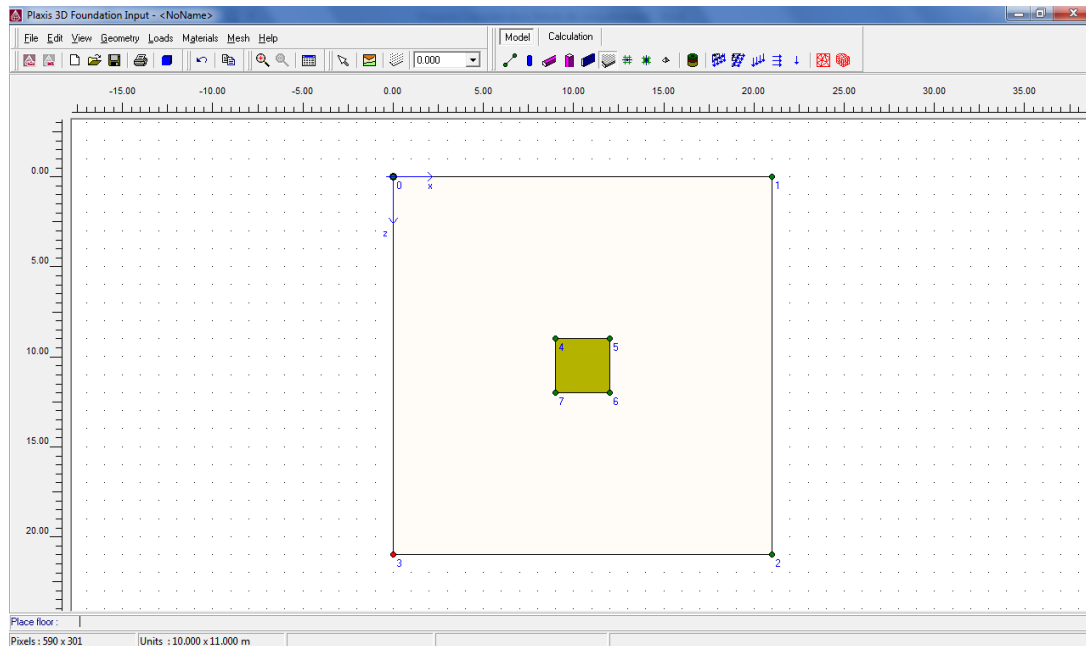 Plaxis 3D Foundation Input - <NoName>
File Edit View Geometry Loads Materials Mesh Help
Model Calculation
0.000
-15.00 -10.00 -5.00 0.00 5.00 10.00 15.00 20.00 25.00 30.00 35.00
0.00
0 x 1
z
5.00
10.00
4 5
7 6
15.00
20.00
3 2
Place floor :
Pixels : 590 x 301 Units : 10.000 x 11.000 m